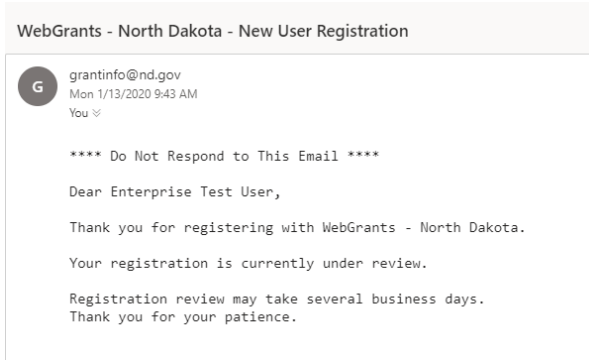 WebGrants - North Dakota - New User Registration
G
grantinfo@nd.gov
Mon 1/13/2020 9:43 AM
You
**** Do Not Respond to This Email ****
Dear Enterprise Test User,
Thank you for registering with WebGrants - North Dakota.
Your registration is currently under review.
Registration review may take several business days.
Thank you for your patience.